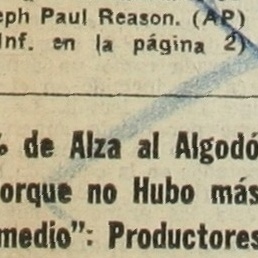 eph Paul Reason. (AP)
Inf. en la página 2)
% de Alza al Algodó
orque no Hubo más
medio": Productores